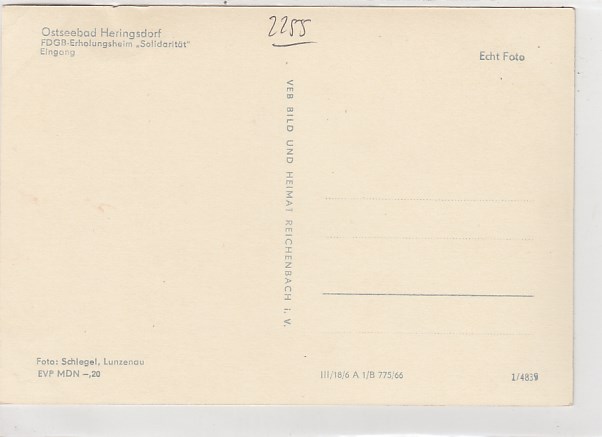 2255
Ostseebad Heringsdorf
FDGB-Erholungsheim „Solidarität"
Eingang
Echt Foto
VEB BILD UND HEIMAT REICHENBACH i. V.
Foto: Schlegel, Lunzenau
EVP MDN –,20
III/18/6 A 1/B 775/66
1/4839